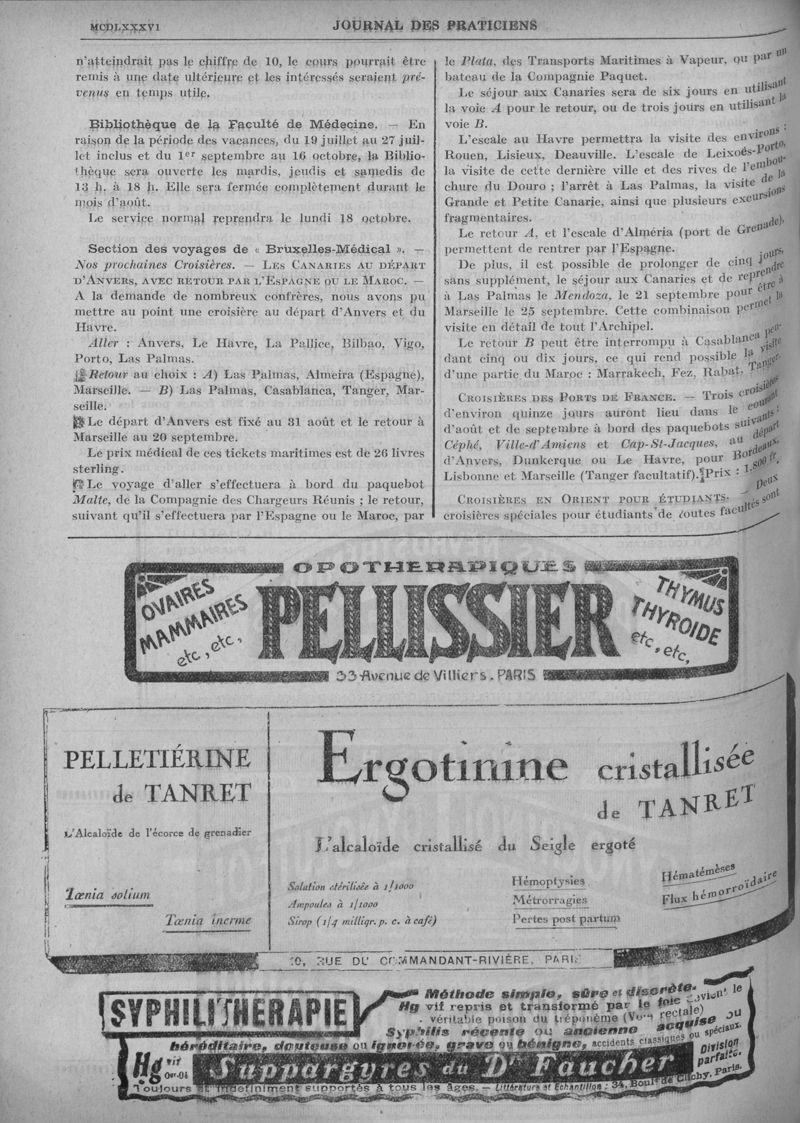 MCDLXXXVI
JOURNAL DES PRATICIENS
n'atteindrait pas le chiffre de 10, le cours pourrait être
remis à une date ultérieure et les intéressés seraient pré-
venus en temps utile.
Bibliothèque de la Faculté de Médecine. — En
raison de la période des vacances, du 19 juillet au 27 juil-
let inclus et du 1er septembre au 16 octobre, la Biblio-
thèque sera ouverte les mardis, jeudis et samedis de
13 h. à 18 h. Elle sera fermée complètement durant le
mois d'août.
Le service normal reprendra le lundi 18 octobre.
Section des voyages de « Bruxelles-Médical ». —
Nos prochaines Croisières. — LES CANARIES AU DÉPART
D'ANVERS, AVEC RETOUR PAR L'ESPAGNE OU LE MAROC. —
A la demande de nombreux confrères, nous avons pu
mettre au point une croisière au départ d'Anvers et du
Havre.
Aller : Anvers, Le Havre, La Pallice, Bilbao, Vigo,
Porto, Las Palmas.
Retour au choix : A) Las Palmas, Almeira (Espagne),
Marseille. — B) Las Palmas, Casablanca, Tanger, Mar-
seille.
Le départ d'Anvers est fixé au 31 août et le retour à
Marseille au 20 septembre.
Le prix médical de ces tickets maritimes est de 26 livres
sterling.
Le voyage d'aller s'effectuera à bord du paquebot
Malte, de la Compagnie des Chargeurs Réunis ; le retour,
suivant qu'il s'effectuera par l'Espagne ou le Maroc, par
le Plata, des Transports Maritimes à Vapeur, ou par un
bateau de la Compagnie Paquet.
Le séjour aux Canaries sera de six jours en utilisant
la voie A pour le retour, ou de trois jours en utilisant la
voie B.
L'escale au Havre permettra la visite des environs :
Rouen, Lisieux, Deauville. L'escale de Leixoés-Porto,
la visite de cette dernière ville et des rives de l'embou-
chure du Douro ; l'arrêt à Las Palmas, la visite de la
Grande et Petite Canarie, ainsi que plusieurs excursions
fragmentaires.
Le retour A, et l'escale d'Alméria (port de Grenade),
permettent de rentrer par l'Espagne.
De plus, il est possible de prolonger de cinq jours,
sans supplément, le séjour aux Canaries et de reprendre
à Las Palmas le Mendoza, le 21 septembre pour être à
Marseille le 25 septembre. Cette combinaison permet la
visite en détail de tout l'Archipel.
Le retour B peut être interrompu à Casablanca pen-
dant cinq ou dix jours, ce qui rend possible la visite
d'une partie du Maroc : Marrakech, Fez, Rabat, Tanger.
CROISIÈRES DES PORTS DE FRANCE. — Trois croisières
d'environ quinze jours auront lieu dans le courant
d'août et de septembre à bord des paquebots suivants :
Céphé, Ville-d'Amiens et Cap-St-Jacques, au départ
d'Anvers, Dunkerque ou Le Havre, pour Bordeaux,
Lisbonne et Marseille (Tanger facultatif). Prix : 1.800 fr.
CROISIÈRES EN ORIENT POUR ÉTUDIANTS. — Deux
croisières spéciales pour étudiants de toutes facultés sont
OPOTHERAPIQUES
OVAIRES
MAMMAIRES
etc, etc,
PELLISSIER
THYMUS
THYROIDE
etc, etc,
33 Avenue de Villiers. PARIS
PELLETIÉRINE
de TANRET
L'Alcaloïde de l'écorce de grenadier
Tœnia solium
Tœnia inerme
Ergotinine cristallisée
de TANRET
L'alcaloïde cristallisé du Seigle ergoté
Solution stérilisée à 1/1000
Ampoules à 1/1000
Sirop (1/4 milligr. p. c. à café)
Hémoptysies
Métrorragies
Pertes post partum
Hématémèses
Flux hémorroïdaire
RUE DU COMMANDANT-RIVIÈRE, PARIS
SYPHILITHÉRAPIE
Méthode simple, sûre et discrète.
Hg vif repris et transformé par le foie devient le
véritable poison du tréponème (Voie rectale)
Syphilis récente ou ancienne acquise ou
héréditaire, douteuse ou ignorée, grave ou bénigne, accidents classiques ou spéciaux.
Hg vif
Suppargyres du Dr Faucher
Division parfaite.
Toujours et indéfiniment supportés à tous les âges. — Littérature et Echantillon : 34, Boul. de Clichy, Paris.